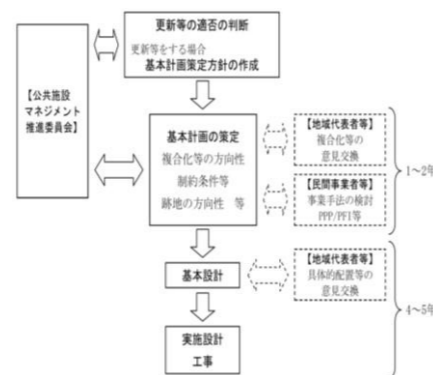 更新等の適否の判断
更新等をする場合
基本計画策定方針の作成
【公共施設
マネジメント
推進委員会】
基本計画の策定
複合化等の方向性
制約条件等
跡地の方向性 等
【地域代表者等】
複合化等の
意見交換
【民間事業者等】
事業手法の検討
PPP/PFI等
1～2年
基本設計
【地域代表者等】
具体的配置等の
意見交換
実施設計
工事
4～5年